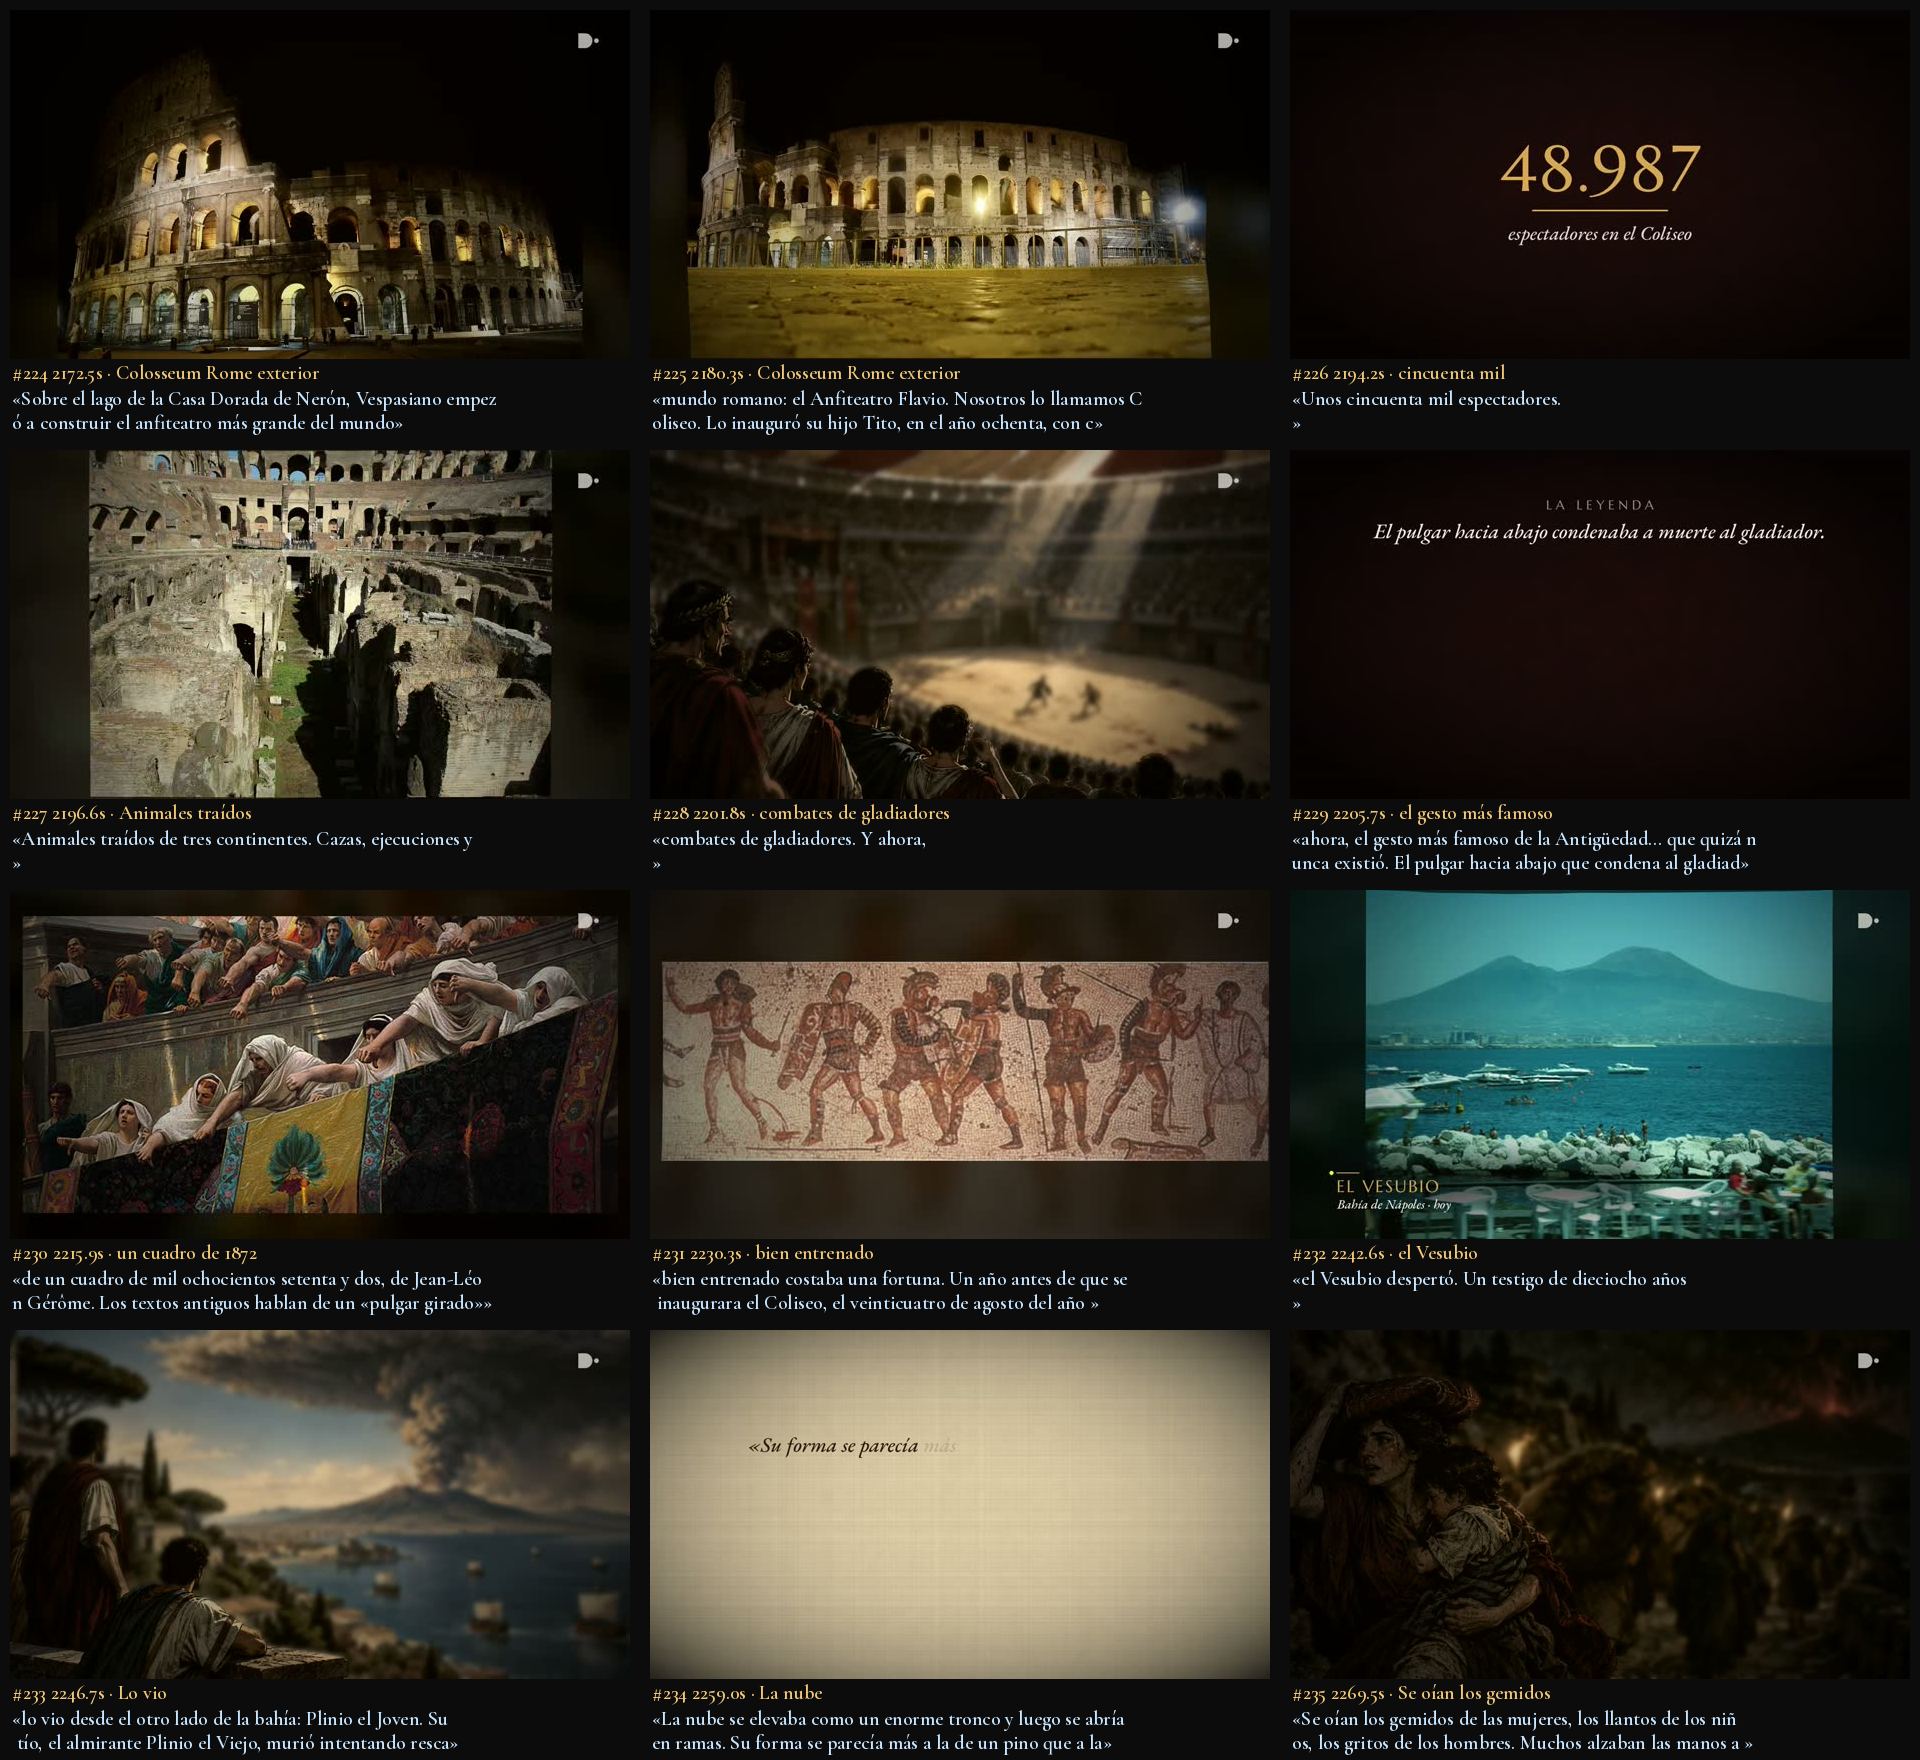 48.987
espectadores en el Coliseo
#224 2172.5s · Colosseum Rome exterior
«Sobre el lago de la Casa Dorada de Nerón, Vespasiano empez
ó a construir el anfiteatro más grande del mundo»
#225 2180.3s · Colosseum Rome exterior
«mundo romano: el Anfiteatro Flavio. Nosotros lo llamamos C
oliseo. Lo inauguró su hijo Tito, en el año ochenta, con c»
#226 2194.2s · cincuenta mil
«Unos cincuenta mil espectadores.
»
LA LEYENDA
El pulgar hacia abajo condenaba a muerte al gladiador.
#227 2196.6s · Animales traídos
«Animales traídos de tres continentes. Cazas, ejecuciones y
»
#228 2201.8s · combates de gladiadores
«combates de gladiadores. Y ahora,
»
#229 2205.7s · el gesto más famoso
«ahora, el gesto más famoso de la Antigüedad... que quizá n
unca existió. El pulgar hacia abajo que condena al gladiad»
EL VESUBIO
Bahía de Nápoles · hoy
#230 2215.9s · un cuadro de 1872
«de un cuadro de mil ochocientos setenta y dos, de Jean-Léo
n Gérôme. Los textos antiguos hablan de un «pulgar girado»»
#231 2230.3s · bien entrenado
«bien entrenado costaba una fortuna. Un año antes de que se
inaugurara el Coliseo, el veinticuatro de agosto del año »
#232 2242.6s · el Vesubio
«el Vesubio despertó. Un testigo de dieciocho años
»
«Su forma se parecía más
#233 2246.7s · Lo vio
«lo vio desde el otro lado de la bahía: Plinio el Joven. Su
tío, el almirante Plinio el Viejo, murió intentando resca»
#234 2259.0s · La nube
«La nube se elevaba como un enorme tronco y luego se abría
en ramas. Su forma se parecía más a la de un pino que a la»
#235 2269.5s · Se oían los gemidos
«Se oían los gemidos de las mujeres, los llantos de los niñ
os, los gritos de los hombres. Muchos alzaban las manos a »